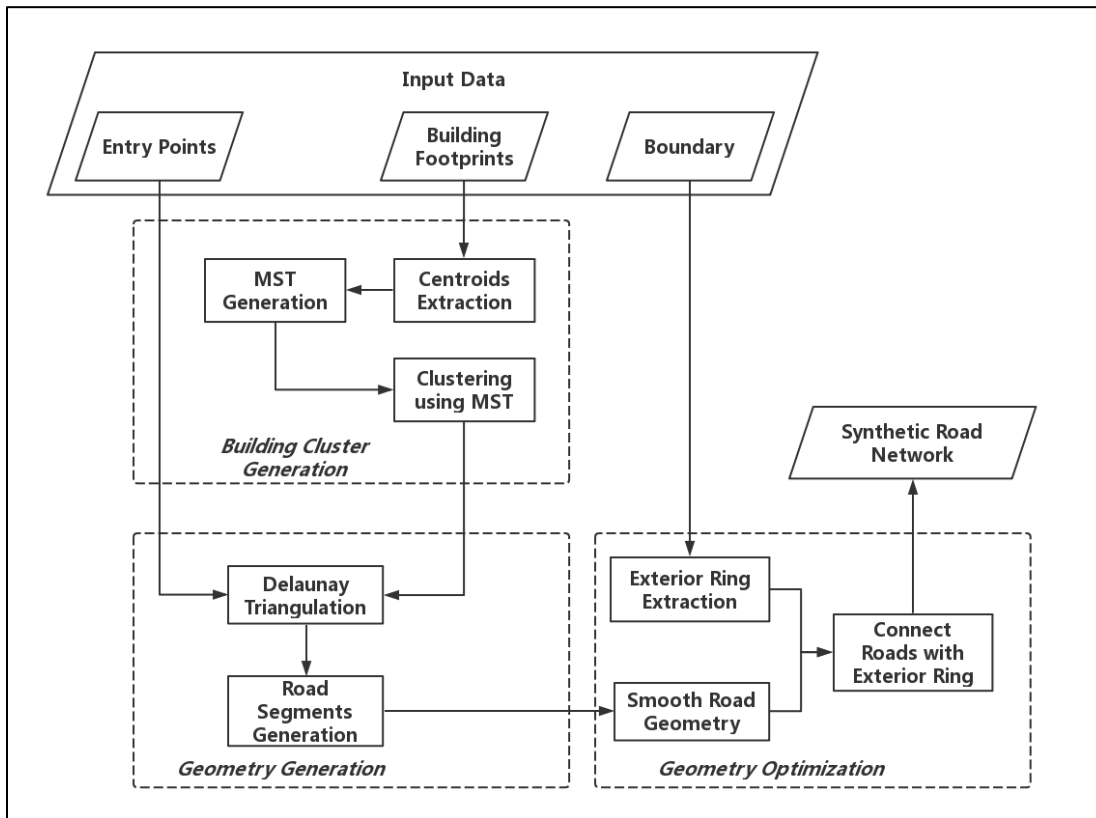 Input Data
Entry Points
Building
Footprints
Boundary
MST
Generation
Centroids
Extraction
Clustering
using MST
Building Cluster
Generation
Synthetic Road
Network
Delaunay
Triangulation
Road
Segments
Generation
Geometry Generation
Exterior Ring
Extraction
Smooth Road
Geometry
Connect
Roads with
Exterior Ring
Geometry Optimization